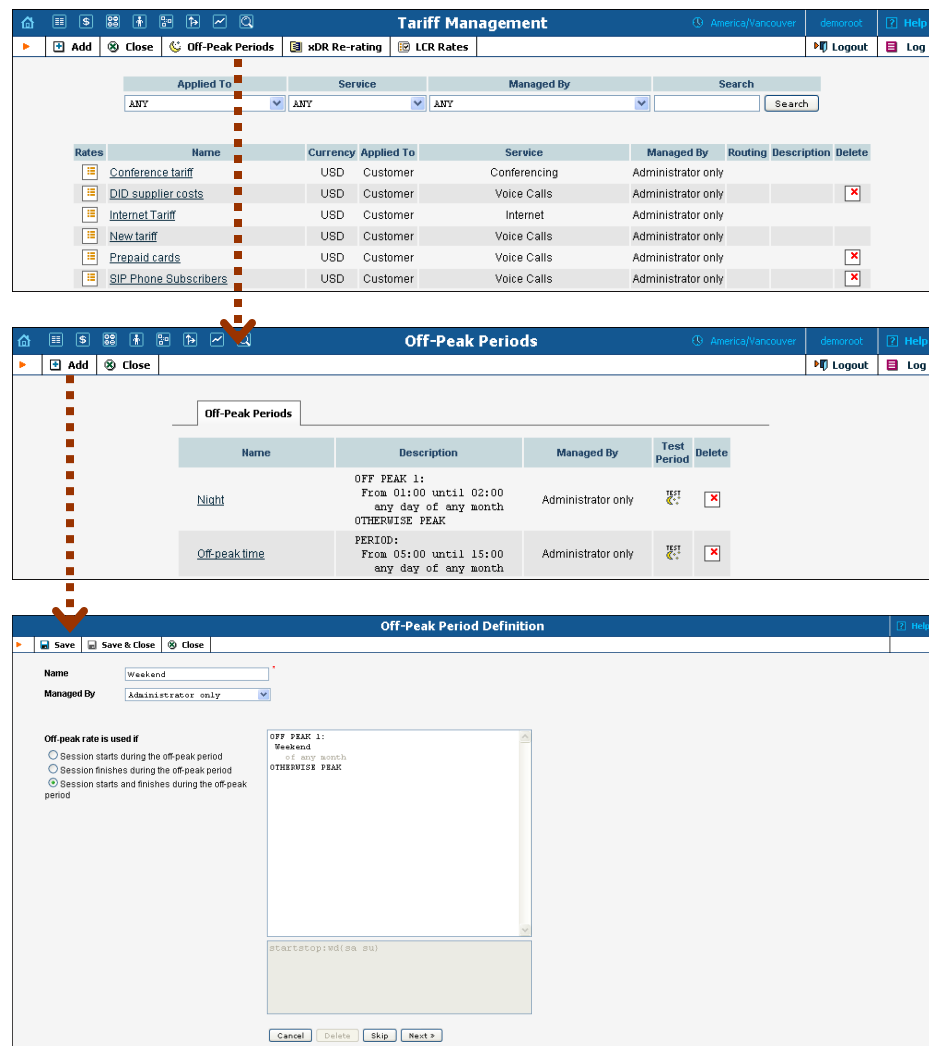 Tariff Management
America/Vancouver
demoroot
? Help
Add
Close
Off-Peak Periods
xDR Re-rating
LCR Rates
Logout
Log
Applied To Service Managed By Search
ANY ANY ANY Search
Rates Name Currency Applied To Service Managed By Routing Description Delete
Conference tariff USD Customer Conferencing Administrator only
DID supplier costs USD Customer Voice Calls Administrator only
Internet Tariff USD Customer Internet Administrator only
New tariff USD Customer Voice Calls Administrator only
Prepaid cards USD Customer Voice Calls Administrator only
SIP Phone Subscribers USD Customer Voice Calls Administrator only
Off-Peak Periods
America/Vancouver
demoroot
? Help
Add
Close
Logout
Log
Off-Peak Periods
Name Description Managed By Test Period Delete
Night
OFF PEAK 1:
From 01:00 until 02:00
any day of any month
OTHERWISE PEAK
Administrator only
TEST
Off-peak time
PERIOD:
From 05:00 until 15:00
any day of any month
Administrator only
TEST
Off-Peak Period Definition
? Help
Save
Save & Close
Close
Name Weekend *
Managed By Administrator only
Off-peak rate is used if
Session starts during the off-peak period
Session finishes during the off-peak period
Session starts and finishes during the off-peak
period
OFF PEAK 1:
Weekend
of any month
OTHERWISE PEAK
startstop:wd{sa su}
Cancel Delete Skip Next »